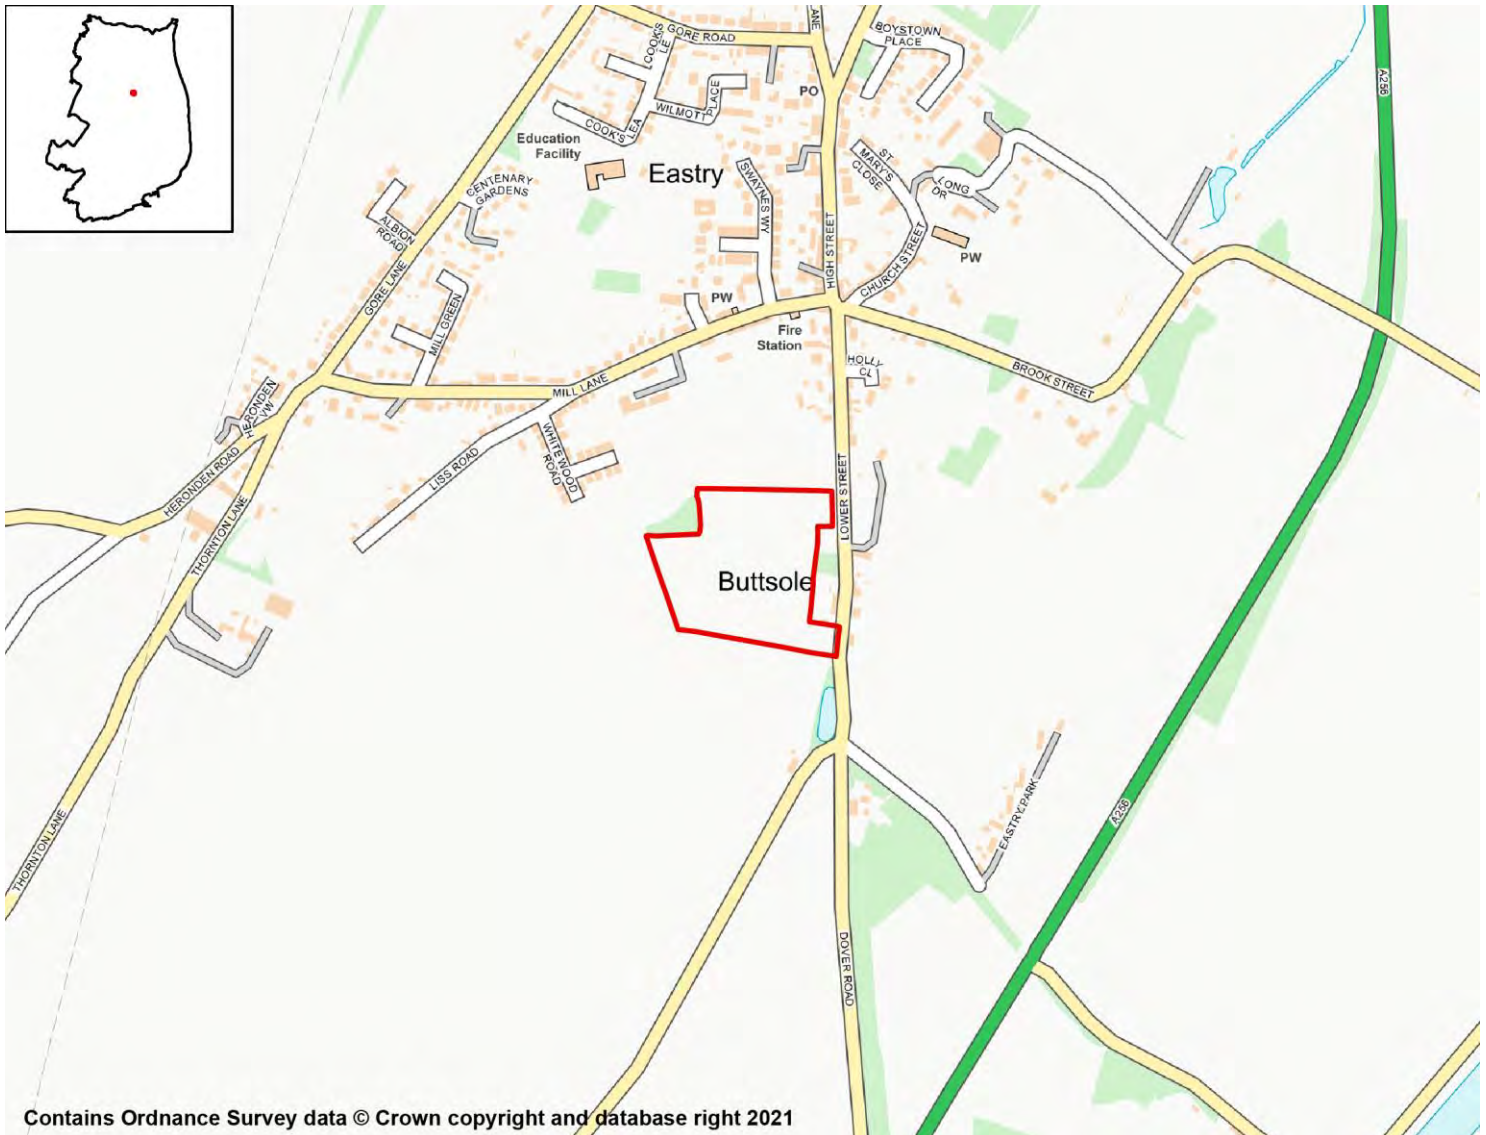 BOYSTOWN
PLACE
GORE ROAD
COOK'S
LE
LANE
A256
PO
WILMOTT
PLACE
COOK'S LEA
Education
Facility
Eastry
ST
MARY'S
CLOSE
SWAYNES WY
LONG
DR
CENTENARY
GARDENS
ALBION
ROAD
HIGH STREET
CHURCH STREET
PW
GORE LANE
MILL GREEN
PW
Fire
Station
HOLLY
CL
BROOK STREET
MILL LANE
HERONDEN
VW
WHITEWOOD
ROAD
LISS ROAD
HERONDEN ROAD
THORNTON LANE
LOWER STREET
Buttsole
EASTRY PARK
A256
THORNTON LANE
DOVER ROAD
Contains Ordnance Survey data © Crown copyright and database right 2021